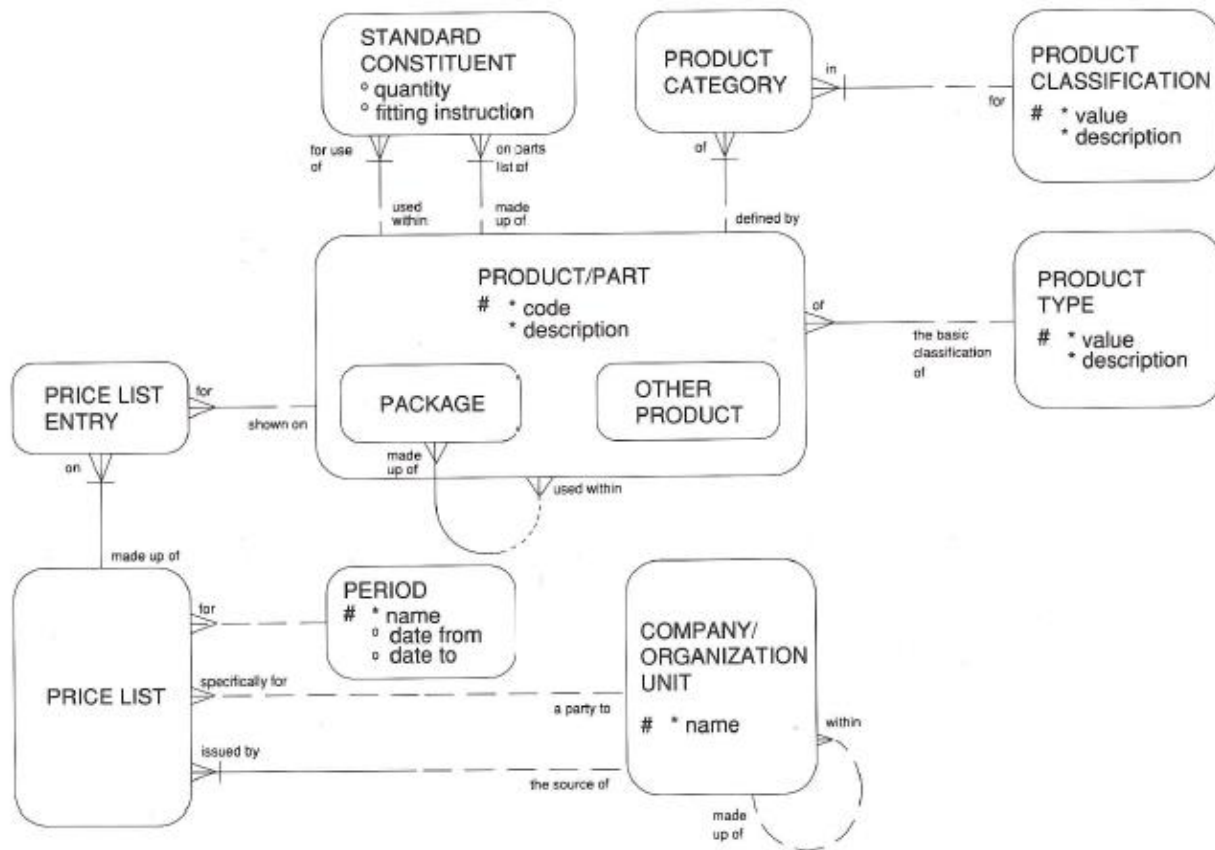 STANDARD
CONSTITUENT
º quantity
º fitting instruction
PRODUCT
CATEGORY
in
for
PRODUCT
CLASSIFICATION
# * value
* description
for use
of
on parts
list of
of
used
within
made
up of
defined by
PRODUCT/PART
# * code
* description
of
the basic
classification
of
PRODUCT
TYPE
# * value
* description
PRICE LIST
ENTRY
for
shown on
PACKAGE
OTHER
PRODUCT
on
made
up of
used within
made up of
PRICE LIST
for
PERIOD
# * name
º date from
º date to
specifically for
a party to
issued by
the source of
COMPANY/
ORGANIZATION
UNIT
# * name
within
made
up of